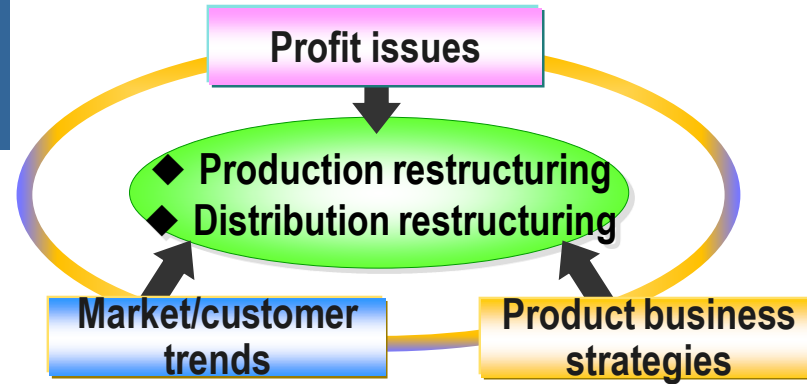 Profit issues
◆ Production restructuring
◆ Distribution restructuring
Market/customer
trends
Product business
strategies